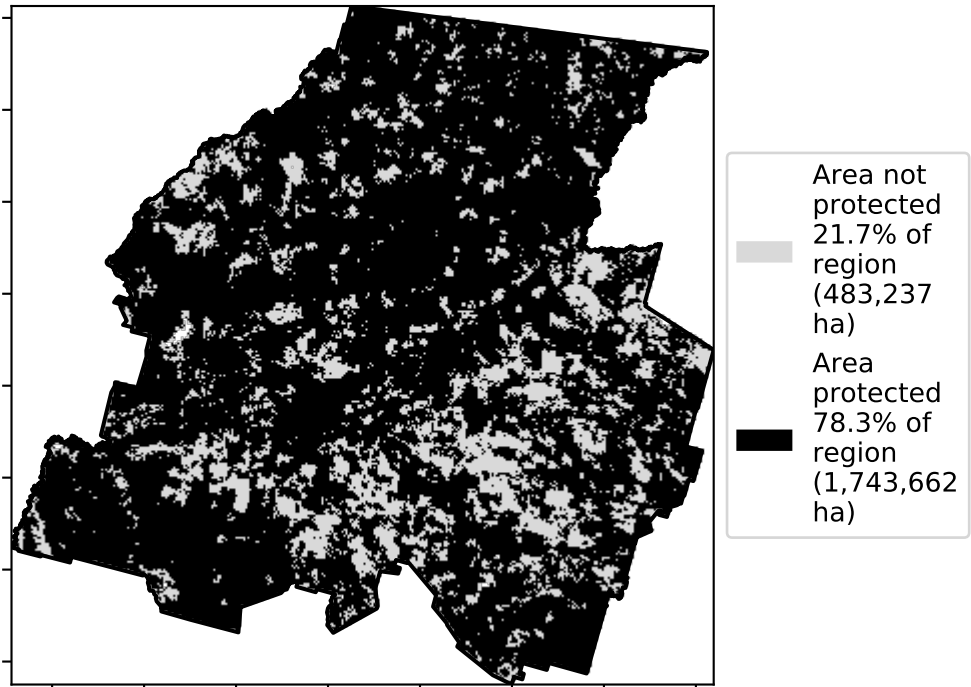 Area not
protected
21.7% of
region
(483,237
ha)
Area
protected
78.3% of
region
(1,743,662
ha)